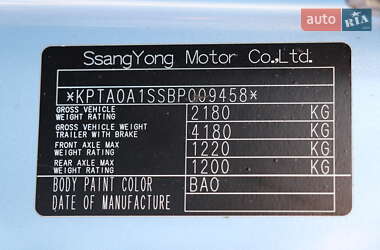 auto RIA
SsangYong Motor Co.,Ltd.
*KPTA0A1SSBP009458*
GROSS VEHICLE WEIGHT RATING 2180 KG
GROSS VEHICLE TRAILER WITH BRAKE 4180 KG
FRONT AXLE MAX WEIGHT RATING 1220 KG
REAR AXLE MAX WEIGHT RATING 1200 KG
BODY PAINT COLOR BAO
DATE OF MANUFACTURE